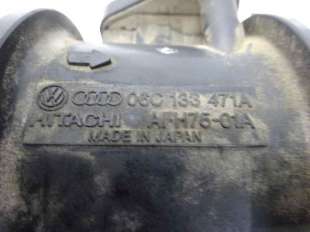 06C 133 471A
HITACHI AFH75-01A
MADE IN JAPAN